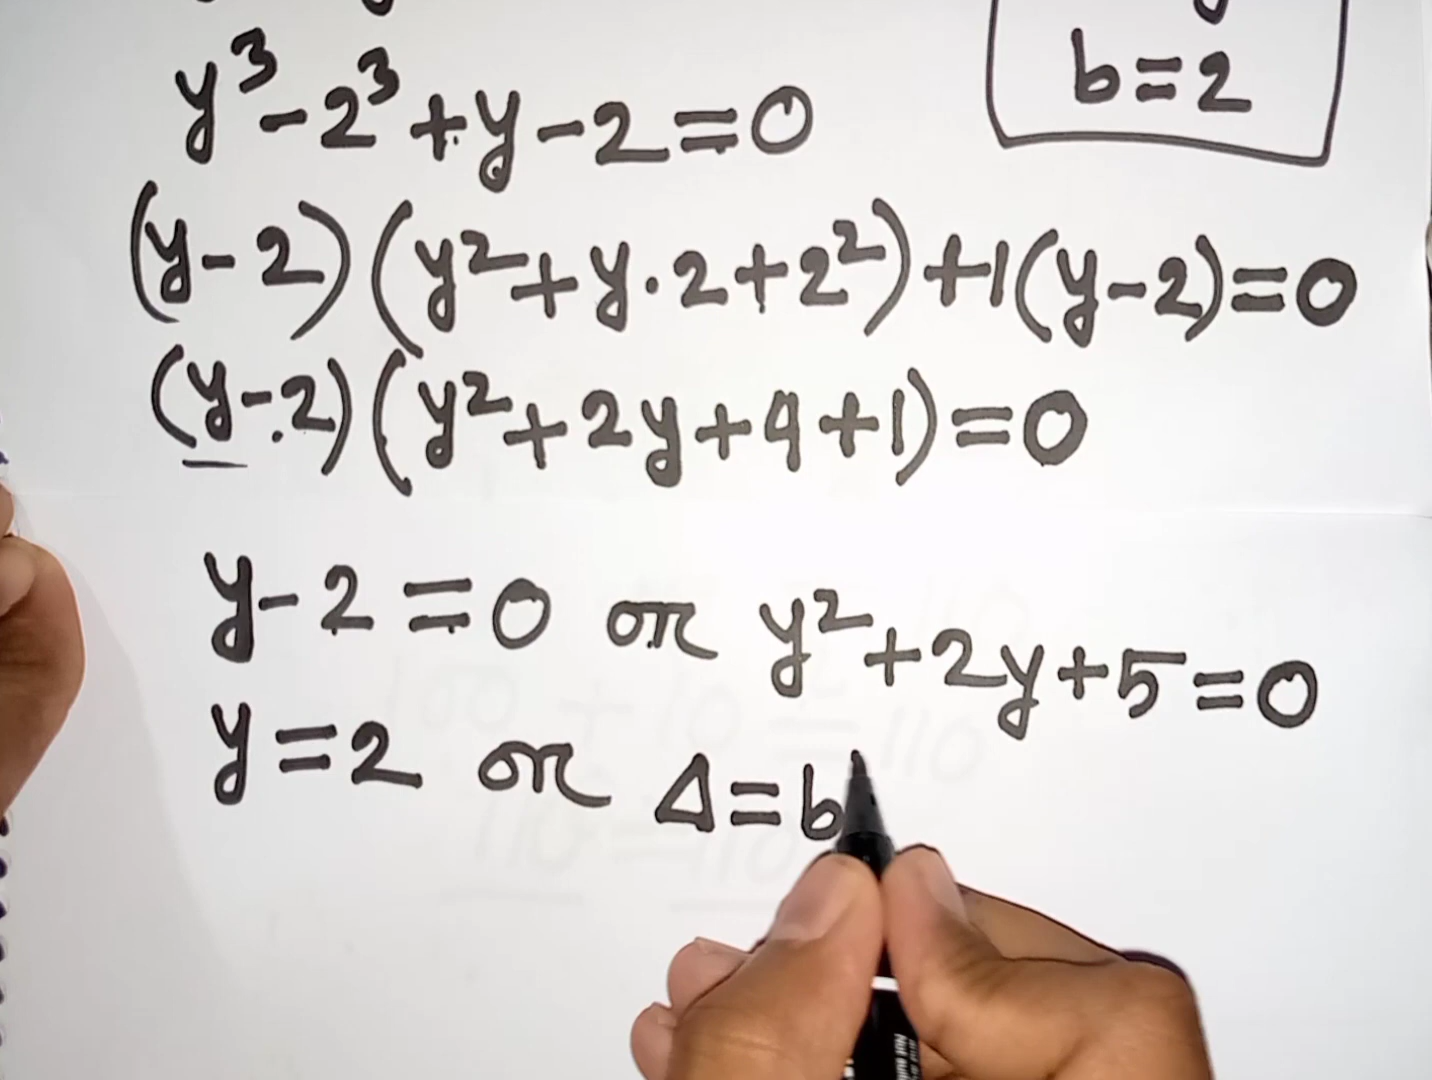 b=2
y³-2³+y-2=0
(y-2)(y²+y·2+2²)+1(y-2)=0
(y-2)(y²+2y+4+1)=0
y-2=0 or y²+2y+5=0
y=2 or Δ=b